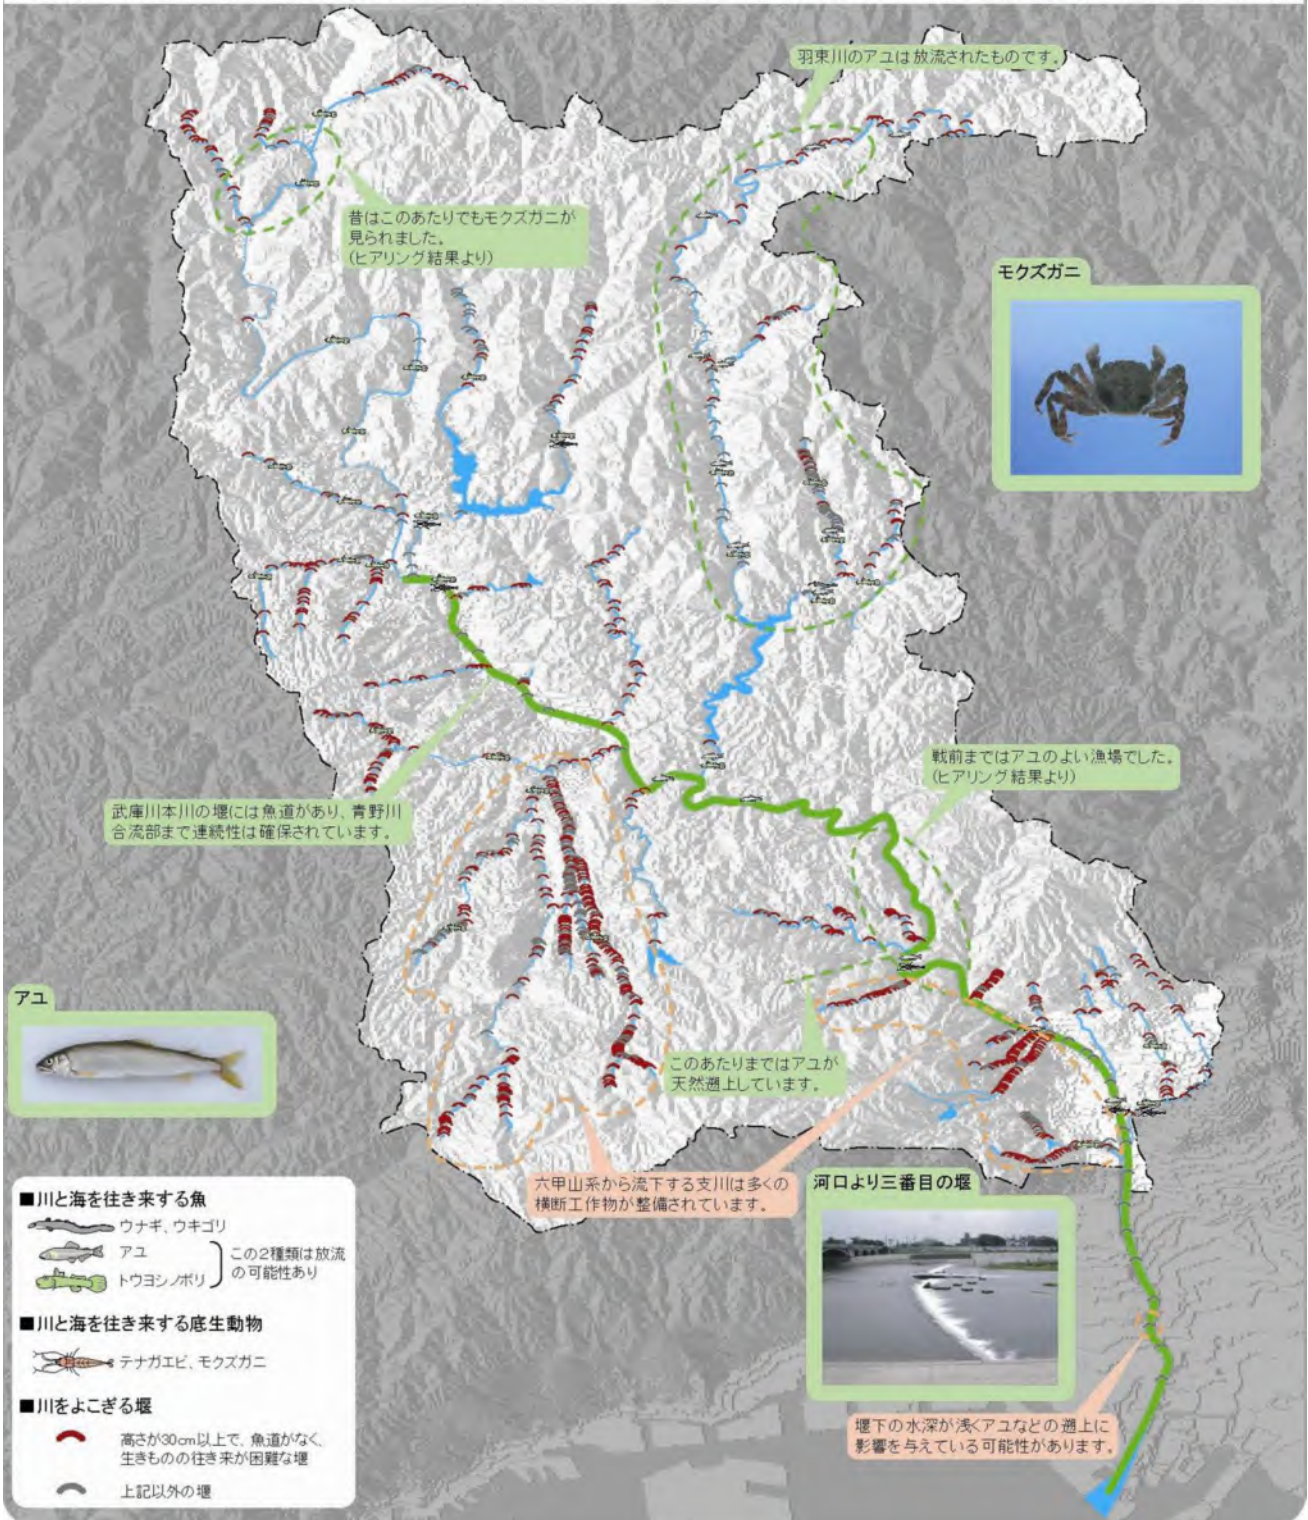 羽束川のアユは放流されたものです。
昔はこのあたりでもモクズガニが
見られました。
(ヒアリング結果より)
モクズガニ
戦前まではアユのよい漁場でした。
(ヒアリング結果より)
武庫川本川の堰には魚道があり、青野川
合流部まで連続性は確保されています。
アユ
このあたりまではアユが
天然遡上しています。
六甲山系から流下する支川は多くの
横断工作物が整備されています。
河口より三番目の堰
堰下の水深が浅くアユなどの遡上に
影響を与えている可能性があります。
■川と海を往き来する魚
ウナギ、ウキゴリ
アユ
トウヨシノボリ
この2種類は放流
の可能性あり
■川と海を往き来する底生動物
テナガエビ、モクズガニ
■川をよこぎる堰
高さが30cm以上で、魚道がなく、
生きものの往き来が困難な堰
上記以外の堰